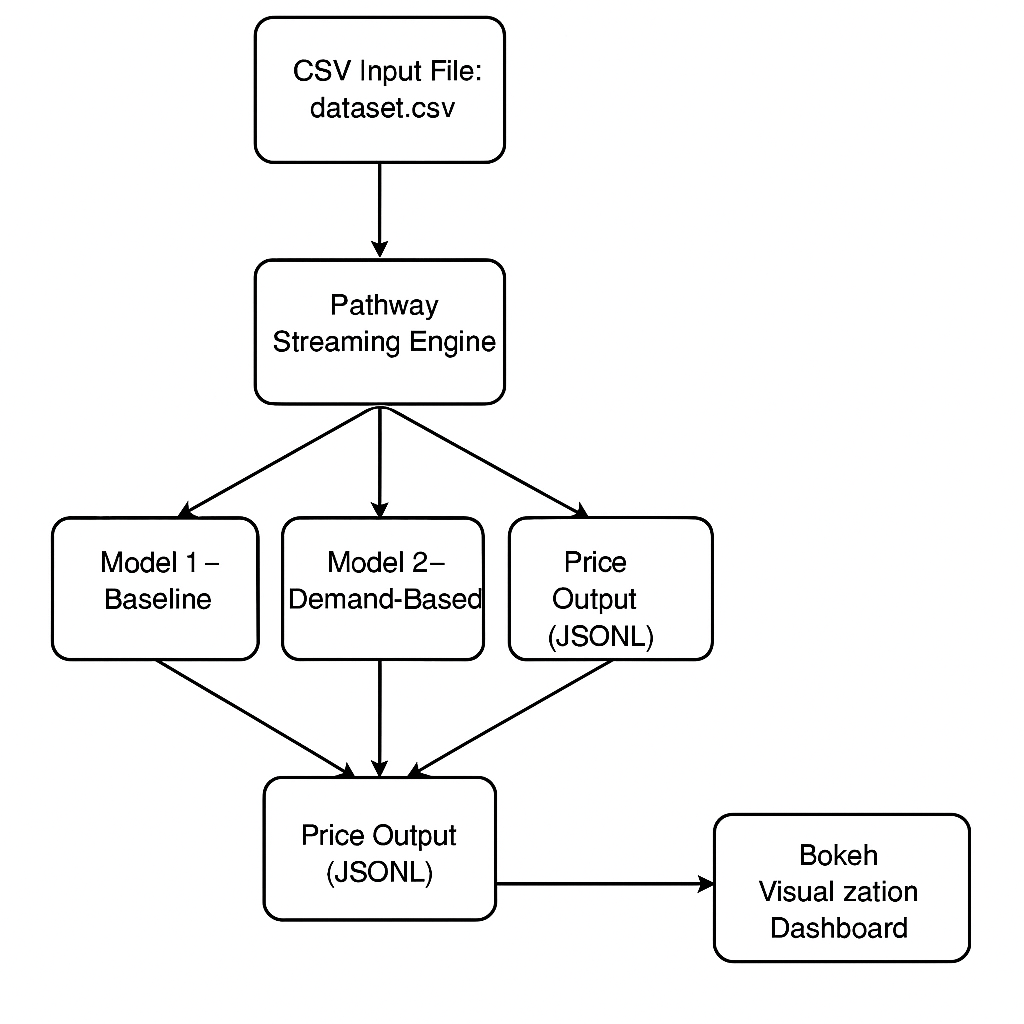 CSV Input File:
dataset.csv
Pathway
Streaming Engine
Model 1 –
Baseline
Model 2–
Demand-Based
Price
Output
(JSONL)
Price Output
(JSONL)
Bokeh
Visual zation
Dashboard